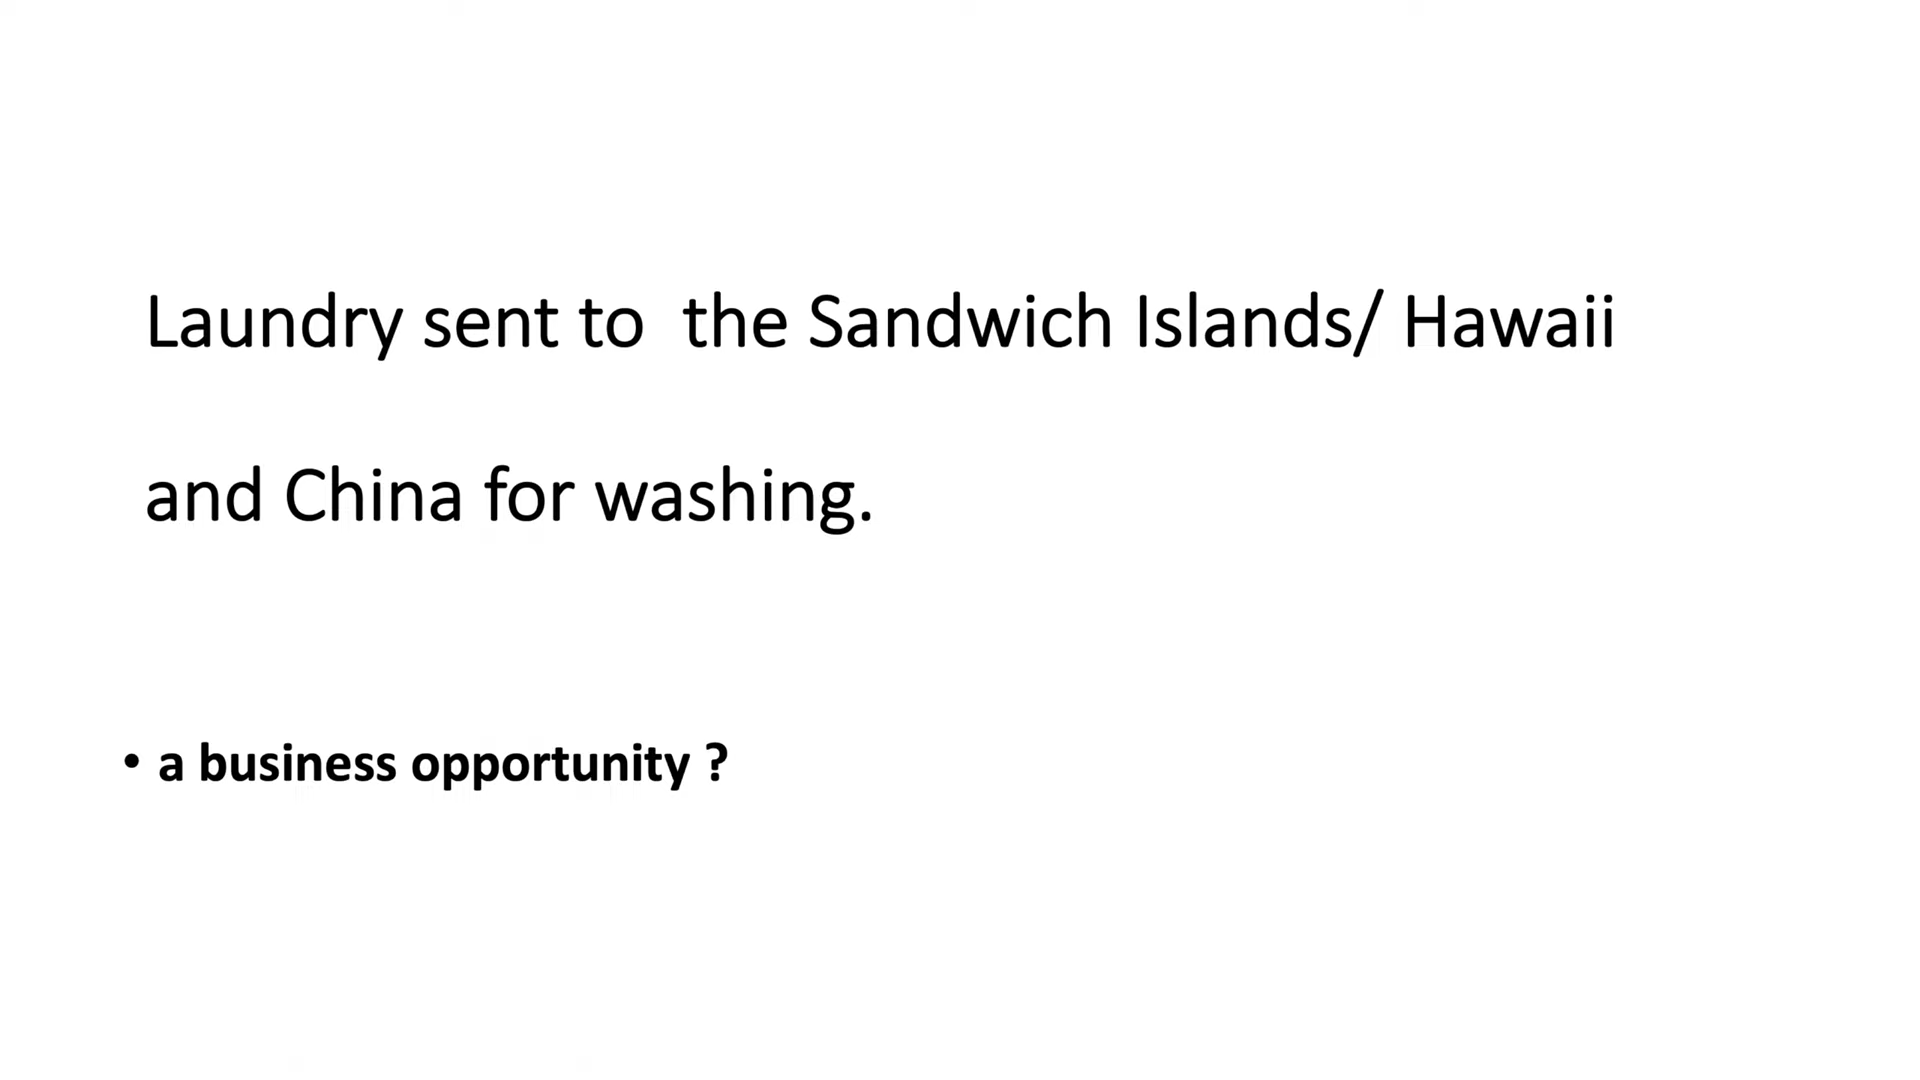 Laundry sent to  the Sandwich Islands/ Hawaii
and China for washing.
• a business opportunity ?